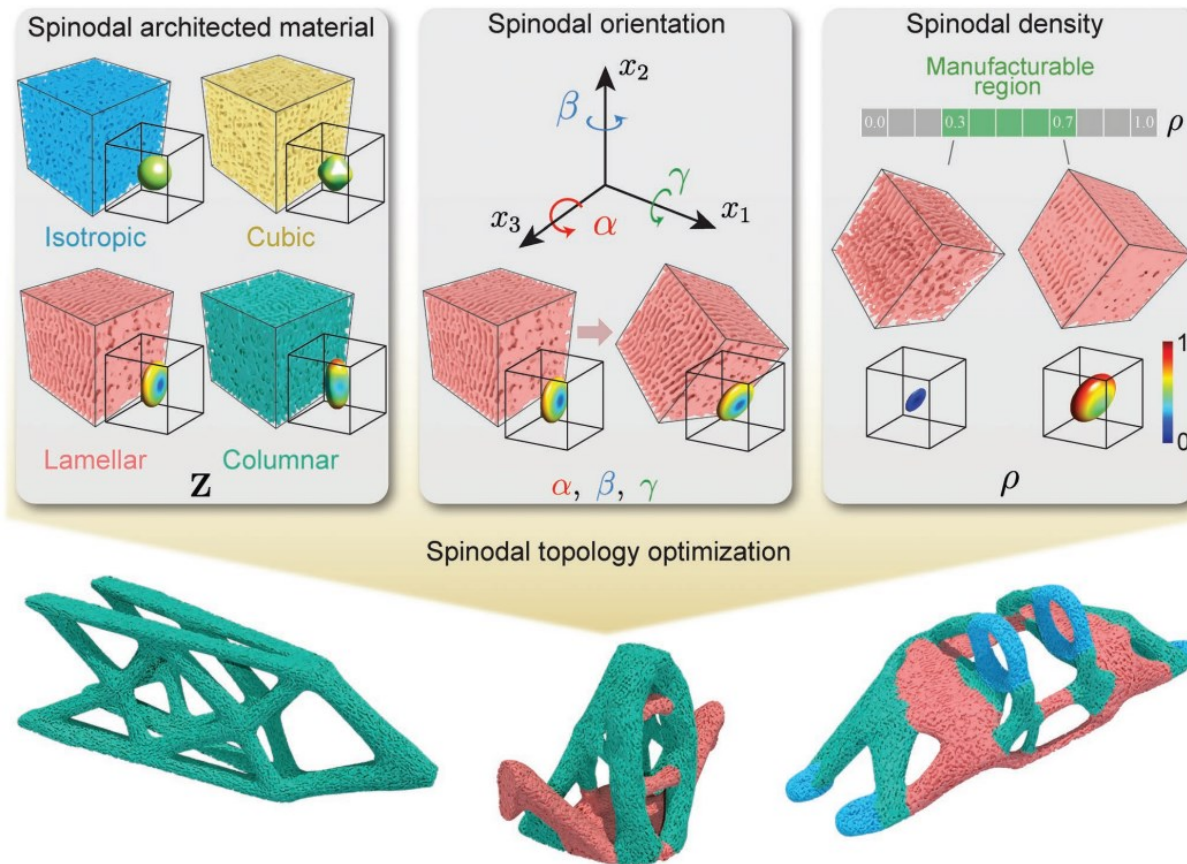 Spinodal architected material
Isotropic
Cubic
Lamellar
Columnar
Z
Spinodal orientation
x₂
β
γ
x₃
α
x₁
α, β, γ
Spinodal density
Manufacturable
region
0.0 0.3 0.7 1.0 ρ
1
0
ρ
Spinodal topology optimization